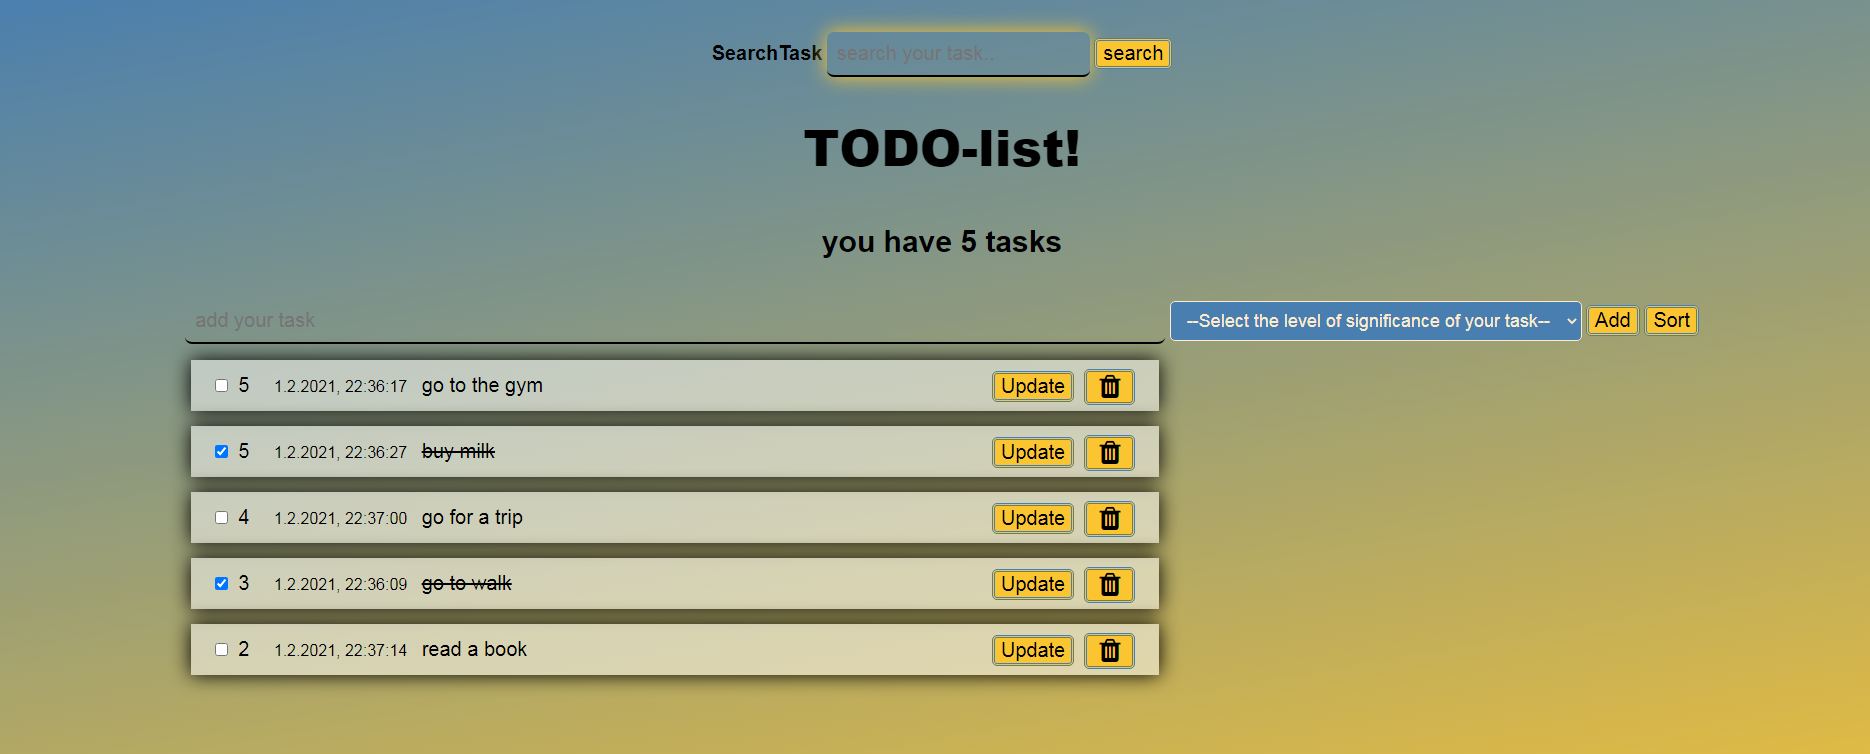 SearchTask search your task.. search
TODO-list!
you have 5 tasks
add your task --Select the level of significance of your task-- Add Sort
5 1.2.2021, 22:36:17 go to the gym Update
5 1.2.2021, 22:36:27 buy milk Update
4 1.2.2021, 22:37:00 go for a trip Update
3 1.2.2021, 22:36:09 go to walk Update
2 1.2.2021, 22:37:14 read a book Update